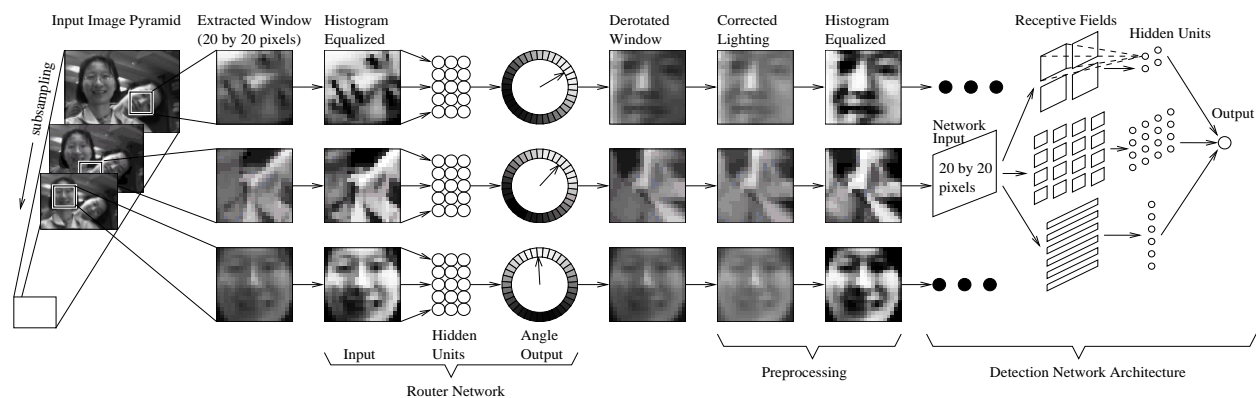 Input Image Pyramid
Extracted Window
(20 by 20 pixels)
Histogram
Equalized
Derotated
Window
Corrected
Lighting
Histogram
Equalized
Receptive Fields
Hidden Units
subsampling
Network
Input
Output
20 by 20
pixels
Input
Hidden
Units
Angle
Output
Router Network
Preprocessing
Detection Network Architecture